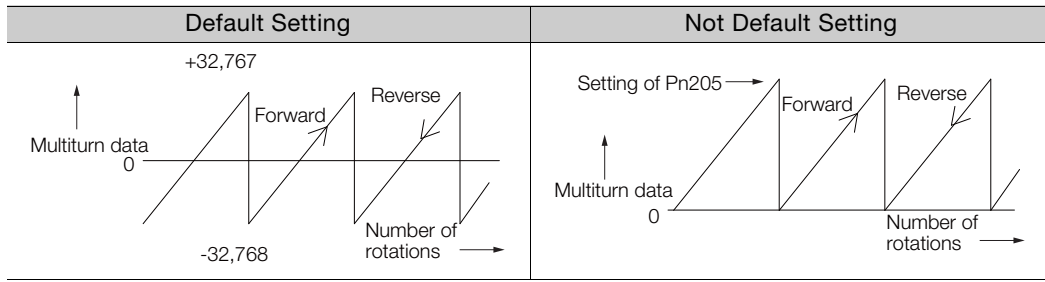 Default Setting
Not Default Setting
+32,767
Forward
Reverse
Multiturn data
0
Number of
rotations
-32,768
Setting of Pn205
Forward
Reverse
Multiturn data
0
Number of
rotations